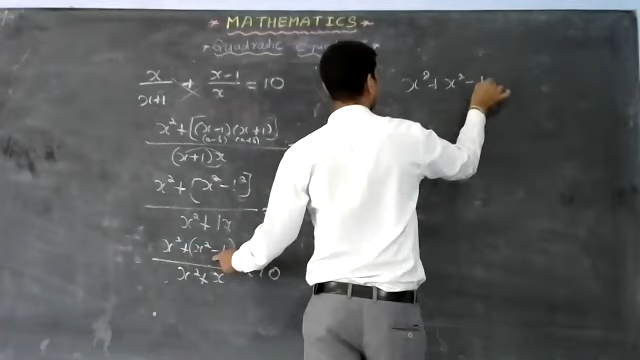 * MATHEMATICS *
* Quadratic Equ
x/x+1 + x-1/x = 10
x²+[(x-1)(x+1)]
(a-b) (a+b)
(x+1)x
x²+[x²-1²]
x²+1x
= x²+(x²-1)
x²+x 10
x²+x²-1